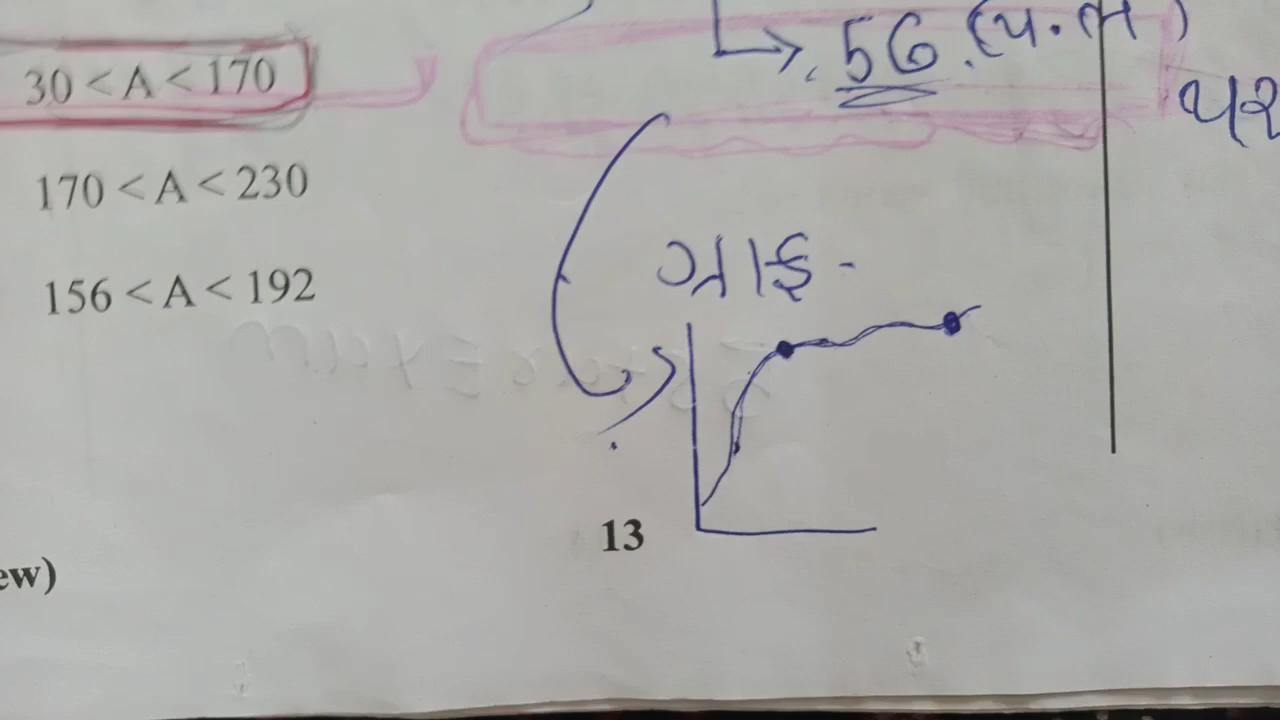 56 (પ.ભ)
30 < A < 170
170 < A < 230
ગ્રાફ -
156 < A < 192
13
ew)